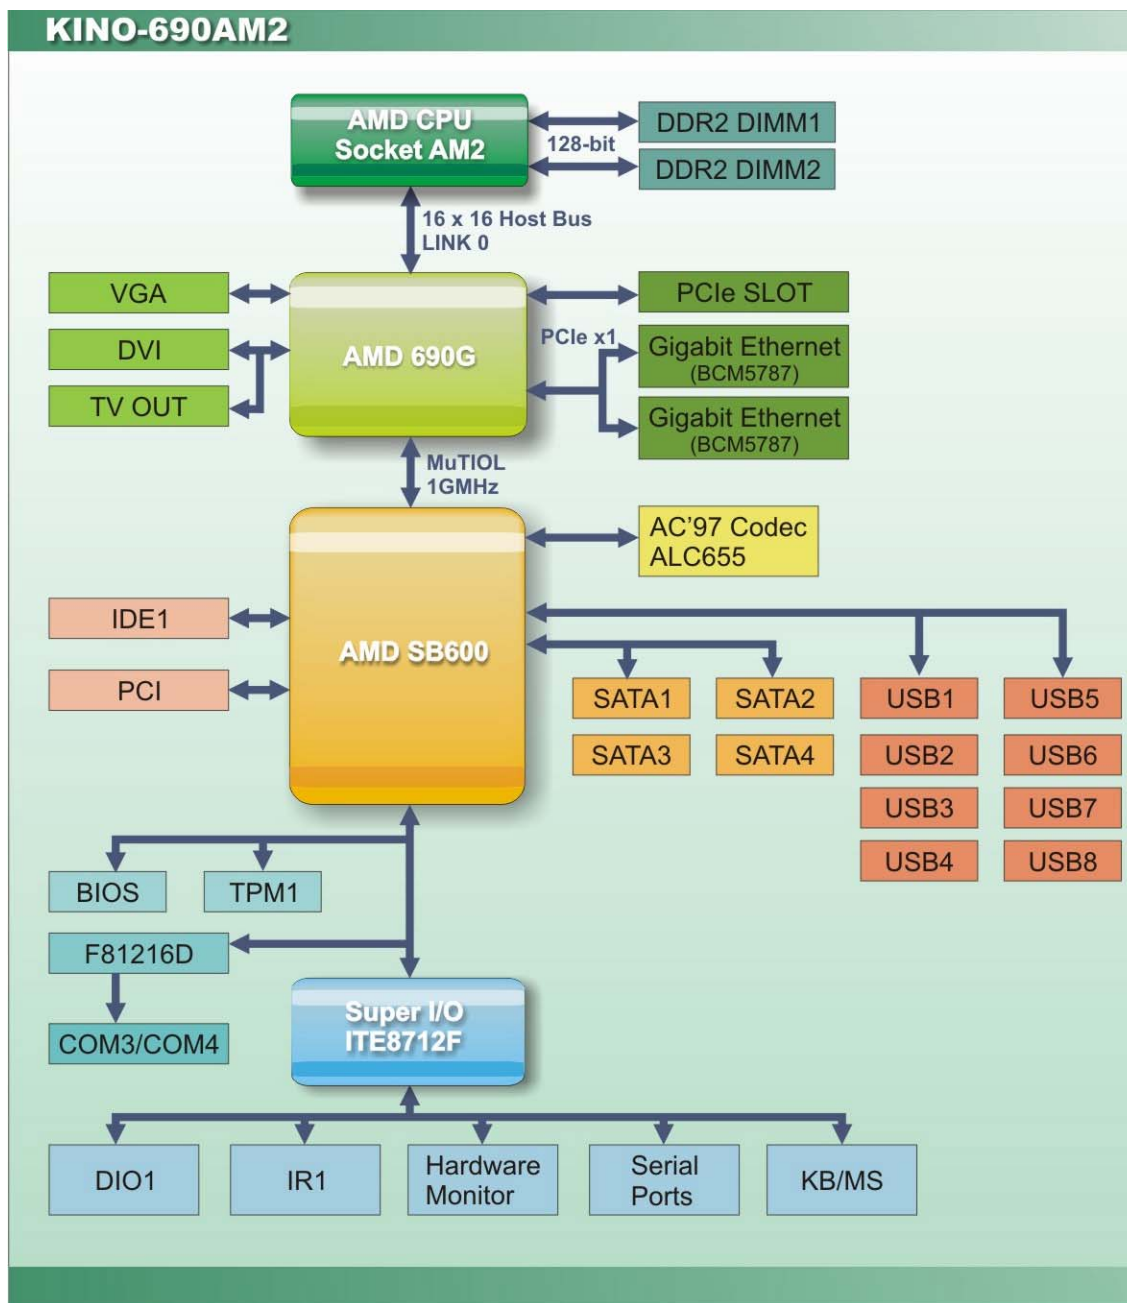 KINO-690AM2
AMD CPU
Socket AM2
128-bit
DDR2 DIMM1
DDR2 DIMM2
16 x 16 Host Bus
LINK 0
VGA
DVI
TV OUT
AMD 690G
PCIe x1
PCIe SLOT
Gigabit Ethernet
(BCM5787)
Gigabit Ethernet
(BCM5787)
MuTIOL
1GMHz
AC'97 Codec
ALC655
IDE1
PCI
AMD SB600
SATA1
SATA2
SATA3
SATA4
USB1
USB5
USB2
USB6
USB3
USB7
USB4
USB8
BIOS
TPM1
F81216D
COM3/COM4
Super I/O
ITE8712F
DIO1
IR1
Hardware
Monitor
Serial
Ports
KB/MS